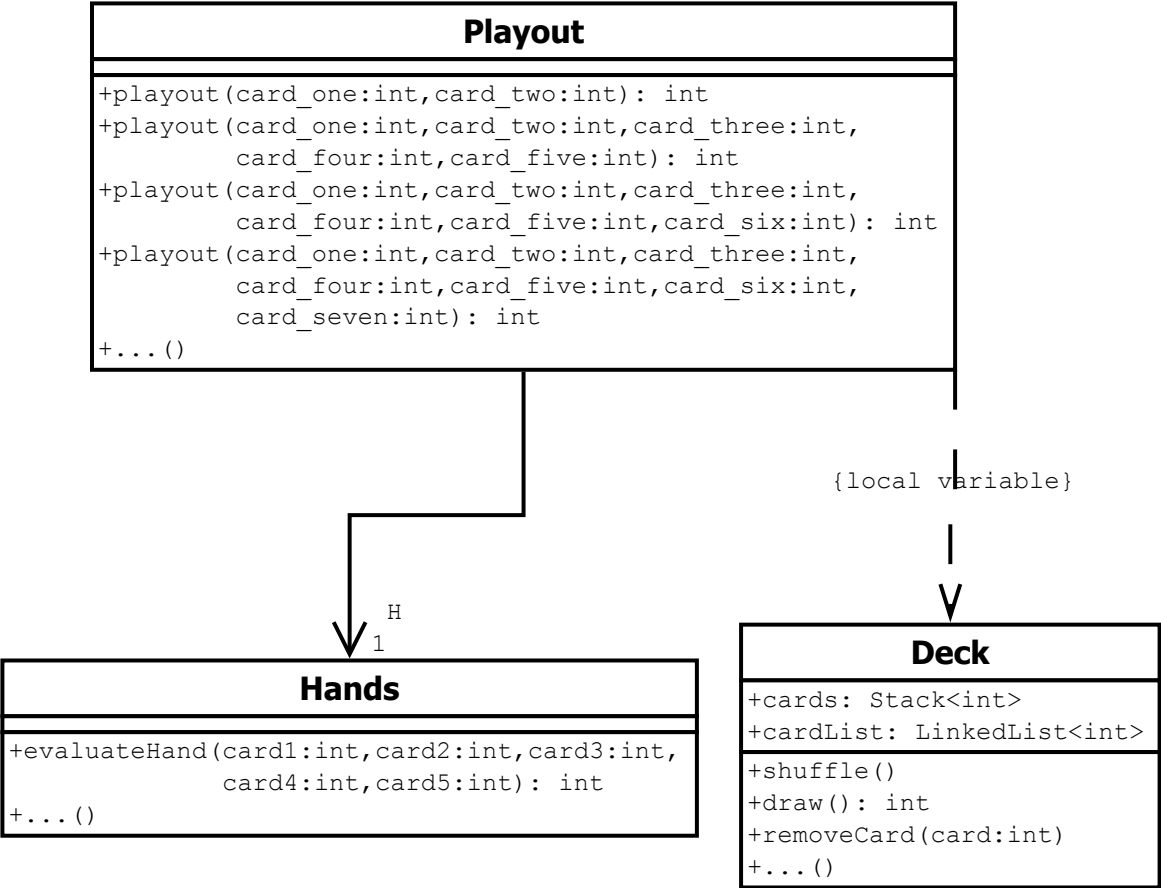 Playout
+playout(card_one:int,card_two:int): int
+playout(card_one:int,card_two:int,card_three:int,
card_four:int,card_five:int): int
+playout(card_one:int,card_two:int,card_three:int,
card_four:int,card_five:int,card_six:int): int
+playout(card_one:int,card_two:int,card_three:int,
card_four:int,card_five:int,card_six:int,
card_seven:int): int
+...()
{local variable}
H
1
Hands
+evaluateHand(card1:int,card2:int,card3:int,
card4:int,card5:int): int
+...()
Deck
+cards: Stack<int>
+cardList: LinkedList<int>
+shuffle()
+draw(): int
+removeCard(card:int)
+...()